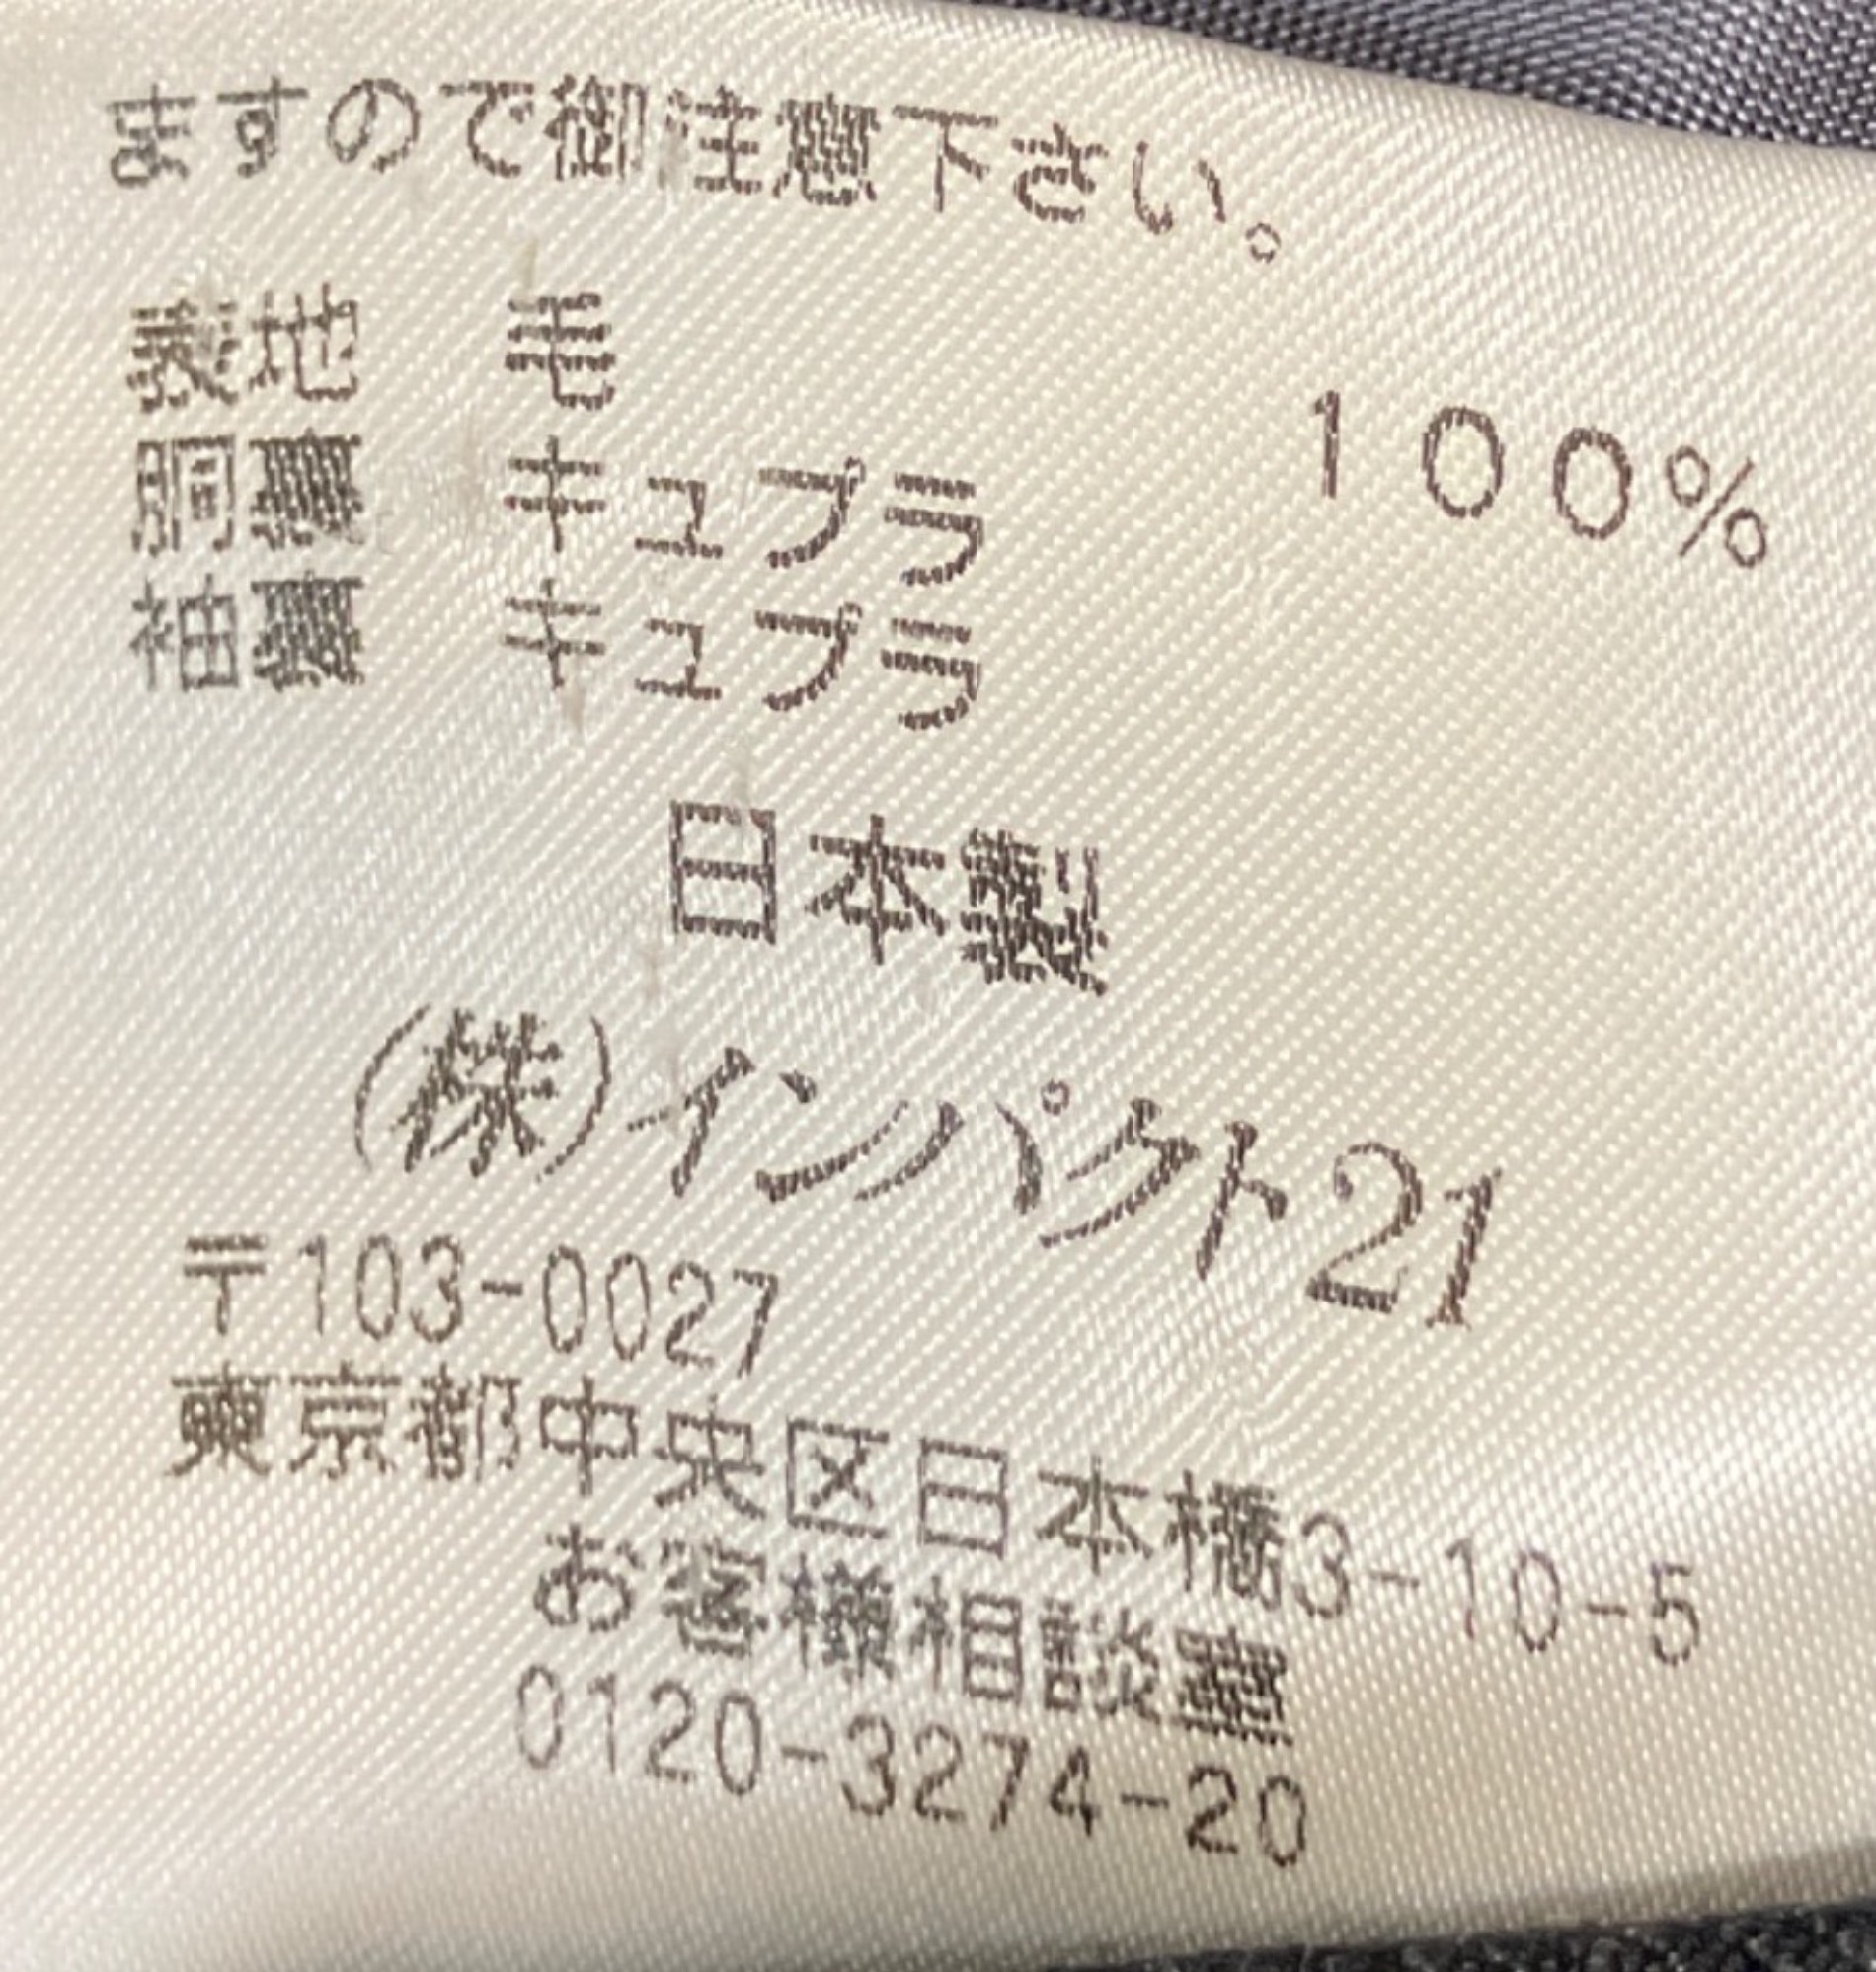 ますので御注意下さい。
表地 毛 100%
胴裏 キュプラ
袖裏 キュプラ
日本製
(株)インパクト21
〒103-0027
東京都中央区日本橋3-10-5
お客様相談室
0120-3274-20